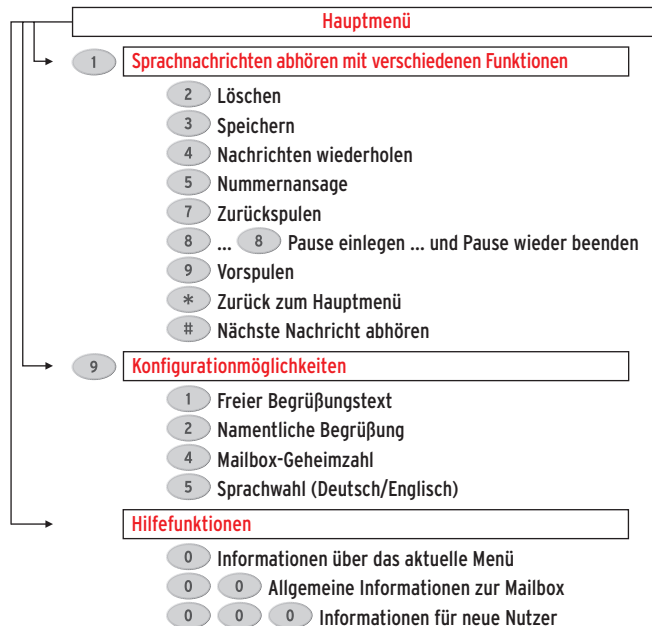 Hauptmenü
1 Sprachnachrichten abhören mit verschiedenen Funktionen
2 Löschen
3 Speichern
4 Nachrichten wiederholen
5 Nummernansage
7 Zurückspulen
8 ... 8 Pause einlegen ... und Pause wieder beenden
9 Vorspulen
* Zurück zum Hauptmenü
# Nächste Nachricht abhören
9 Konfigurationmöglichkeiten
1 Freier Begrüßungstext
2 Namentliche Begrüßung
4 Mailbox-Geheimzahl
5 Sprachwahl (Deutsch/Englisch)
Hilfefunktionen
0 Informationen über das aktuelle Menü
0 0 Allgemeine Informationen zur Mailbox
0 0 0 Informationen für neue Nutzer